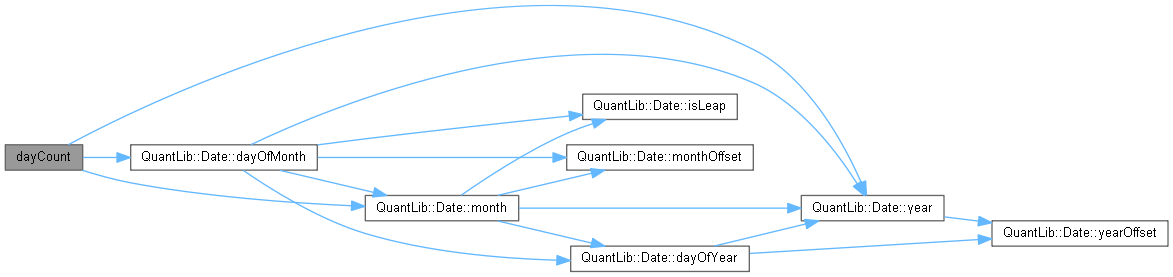 dayCount
QuantLib::Date::dayOfMonth
QuantLib::Date::isLeap
QuantLib::Date::monthOffset
QuantLib::Date::month
QuantLib::Date::year
QuantLib::Date::yearOffset
QuantLib::Date::dayOfYear